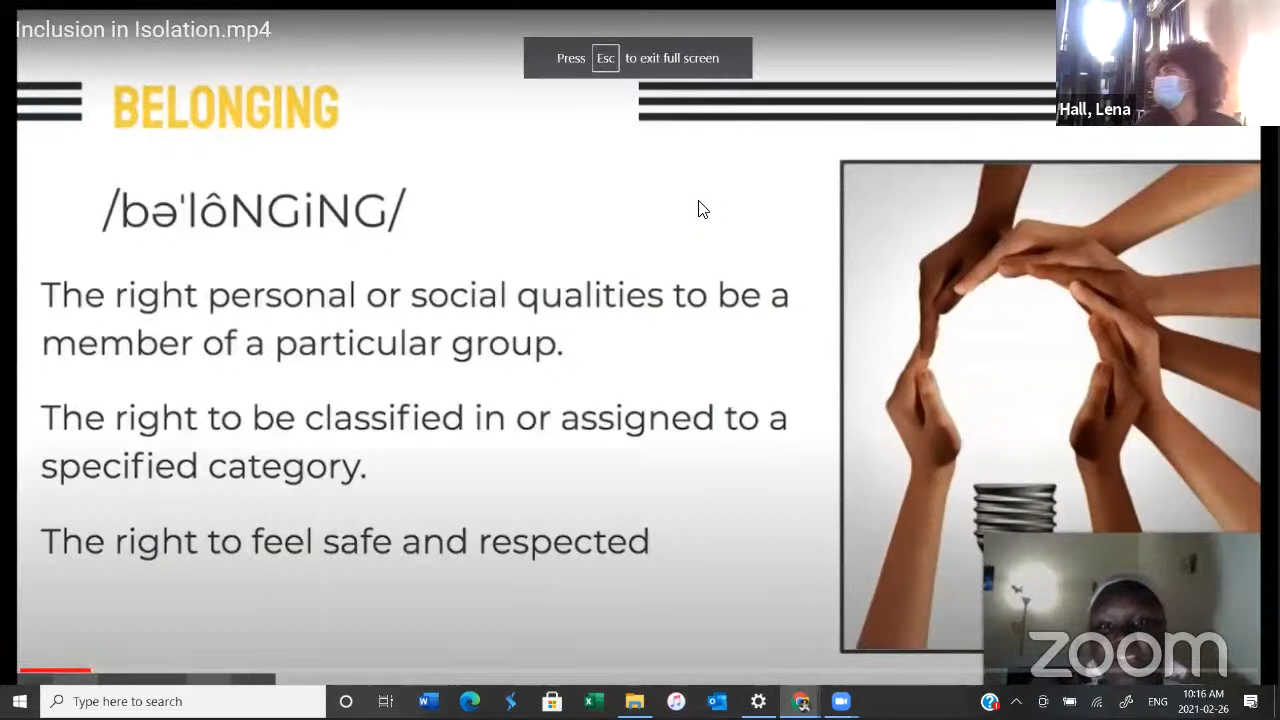 Inclusion in Isolation.mp4
Press Esc to exit full screen
Hall, Lena
BELONGING
/bəˈlôNGiNG/
The right personal or social qualities to be a
member of a particular group.
The right to be classified in or assigned to a
specified category.
The right to feel safe and respected
zoom
Type here to search
ENG
10:16 AM
2021-02-26